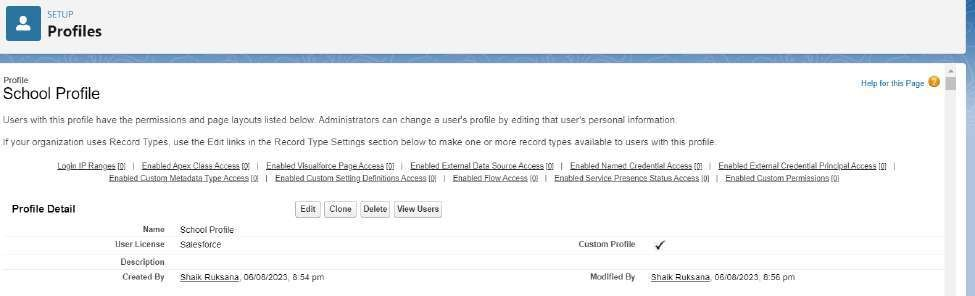 SETUP
Profiles
Profile
School Profile
Help for this Page
Users with this profile have the permissions and page layouts listed below. Administrators can change a user's profile by editing that user's personal information.
If your organization uses Record Types, use the Edit links in the Record Type Settings section below to make one or more record types available to users with this profile.
Login IP Ranges [0] | Enabled Apex Class Access [0] | Enabled Visualforce Page Access [0] | Enabled External Data Source Access [0] | Enabled Named Credential Access [0] | Enabled External Credential Principal Access [0] |
Enabled Custom Metadata Type Access [0] | Enabled Custom Setting Definitions Access [0] | Enabled Flow Access [0] | Enabled Service Presence Status Access [0] | Enabled Custom Permissions [0]
Profile Detail Edit Clone Delete View Users
Name School Profile
User License Salesforce Custom Profile ✓
Description
Created By Shaik Ruksana, 06/08/2023, 8:54 pm Modified By Shaik Ruksana, 06/08/2023, 8:56 pm